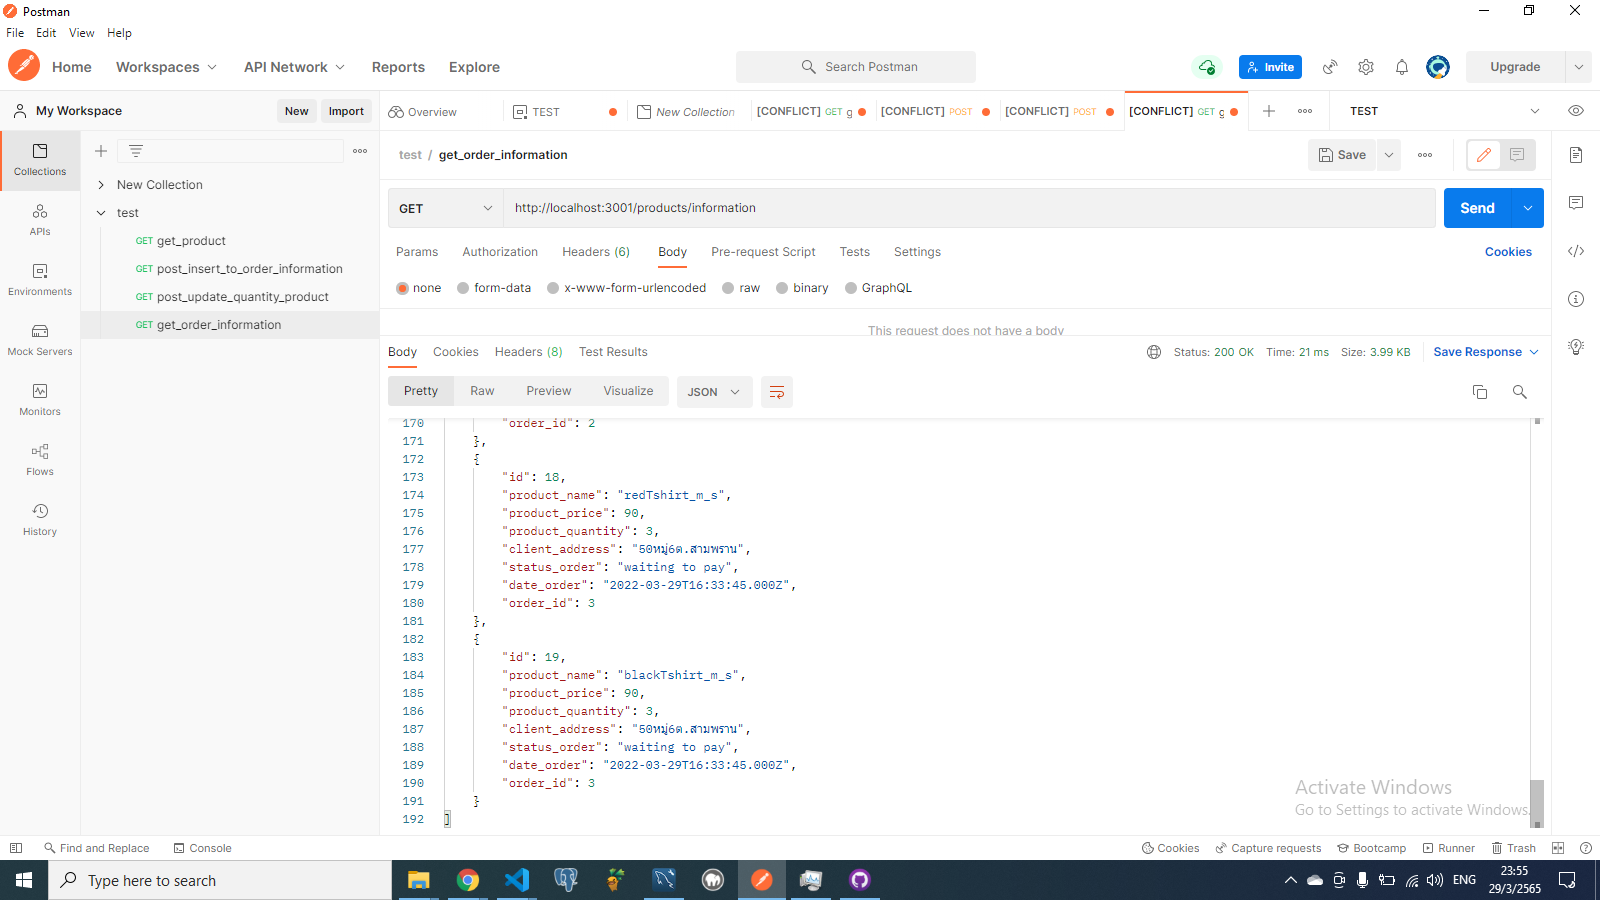 Postman
File Edit View Help
Home Workspaces API Network Reports Explore Search Postman Invite Upgrade
My Workspace New Import Overview TEST New Collection [CONFLICT] GET g [CONFLICT] POST [CONFLICT] POST [CONFLICT] GET g TEST
Collections
APIs
Environments
Mock Servers
Monitors
Flows
History
New Collection
test
GET get_product
GET post_insert_to_order_information
GET post_update_quantity_product
GET get_order_information
test / get_order_information Save
GET http://localhost:3001/products/information Send
Params Authorization Headers (6) Body Pre-request Script Tests Settings Cookies
none form-data x-www-form-urlencoded raw binary GraphQL
This request does not have a body
Body Cookies Headers (8) Test Results Status: 200 OK Time: 21 ms Size: 3.99 KB Save Response
Pretty Raw Preview Visualize JSON
170 "order_id": 2
171 },
172 {
173 "id": 18,
174 "product_name": "redTshirt_m_s",
175 "product_price": 90,
176 "product_quantity": 3,
177 "client_address": "50หมู่6ต.สามพราน",
178 "status_order": "waiting to pay",
179 "date_order": "2022-03-29T16:33:45.000Z",
180 "order_id": 3
181 },
182 {
183 "id": 19,
184 "product_name": "blackTshirt_m_s",
185 "product_price": 90,
186 "product_quantity": 3,
187 "client_address": "50หมู่6ต.สามพราน",
188 "status_order": "waiting to pay",
189 "date_order": "2022-03-29T16:33:45.000Z",
190 "order_id": 3
191 }
192 ]
Activate Windows
Go to Settings to activate Windows.
Find and Replace Console Cookies Capture requests Bootcamp Runner Trash
Type here to search ENG 23:55
29/3/2565